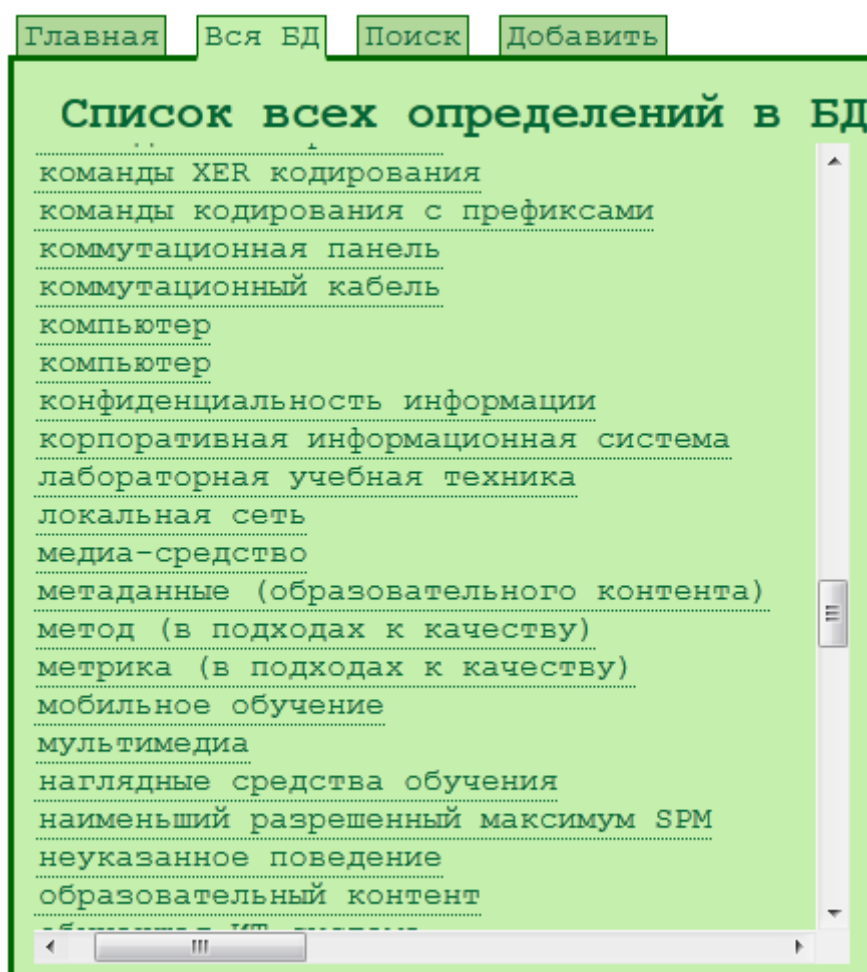 Главная Вся БД Поиск Добавить
Список всех определений в БД
команды XER кодирования
команды кодирования с префиксами
коммутационная панель
коммутационный кабель
компьютер
компьютер
конфиденциальность информации
корпоративная информационная система
лабораторная учебная техника
локальная сеть
медиа-средство
метаданные (образовательного контента)
метод (в подходах к качеству)
метрика (в подходах к качеству)
мобильное обучение
мультимедиа
наглядные средства обучения
наименьший разрешенный максимум SPM
неуказанное поведение
образовательный контент